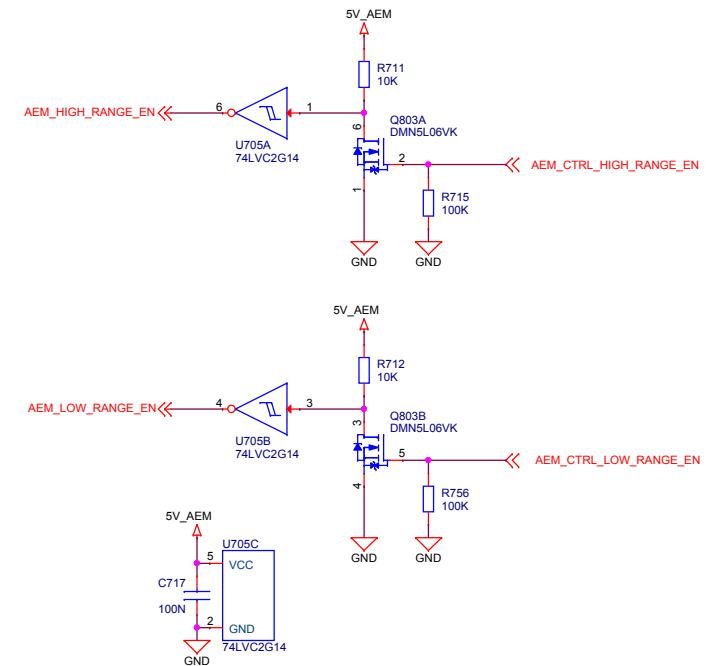 5V_AEM
R711
10K
AEM_HIGH_RANGE_EN
6
1
U705A
74LVC2G14
Q803A
DMN5L06VK
6
2
1
AEM_CTRL_HIGH_RANGE_EN
R715
100K
GND
GND
5V_AEM
R712
10K
AEM_LOW_RANGE_EN
4
3
U705B
74LVC2G14
Q803B
DMN5L06VK
3
5
4
AEM_CTRL_LOW_RANGE_EN
R756
100K
GND
GND
5V_AEM
U705C
5
VCC
C717
100N
2
GND
74LVC2G14
GND